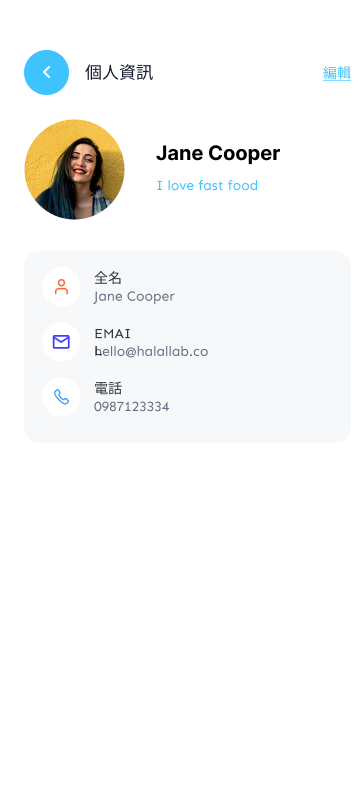 個人資訊
編輯
Jane Cooper
I love fast food
全名
Jane Cooper
EMAI
hello@halallab.co
電話
0987123334